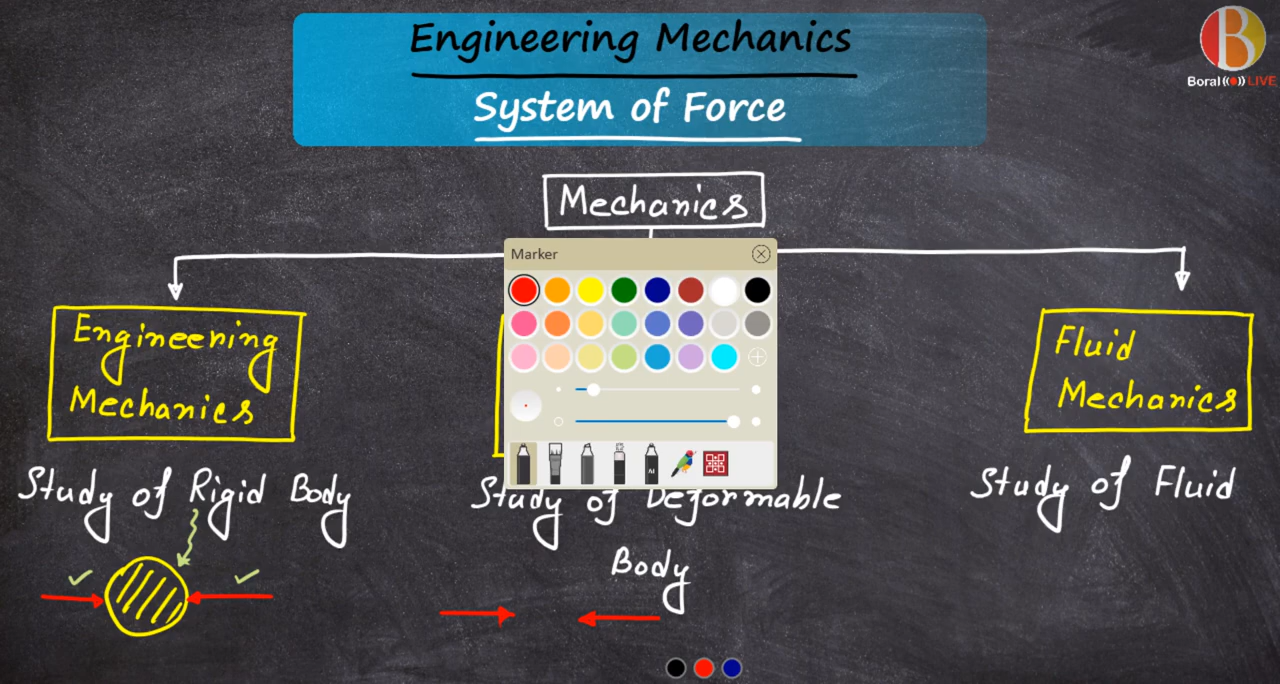 Engineering Mechanics
System of Force
Boral((●))LIVE
Mechanics
Marker
Engineering
Mechanics
Fluid
Mechanics
Study of Rigid Body
Study of Deformable
Body
Study of Fluid
AI